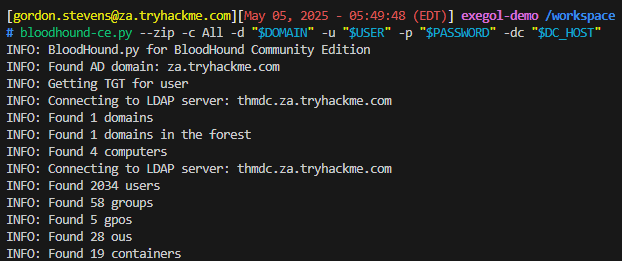 [gordon.stevens@za.tryhackme.com][May 05, 2025 - 05:49:48 (EDT)] exegol-demo /workspace
# bloodhound-ce.py --zip -c All -d "$DOMAIN" -u "$USER" -p "$PASSWORD" -dc "$DC_HOST"
INFO: BloodHound.py for BloodHound Community Edition
INFO: Found AD domain: za.tryhackme.com
INFO: Getting TGT for user
INFO: Connecting to LDAP server: thmdc.za.tryhackme.com
INFO: Found 1 domains
INFO: Found 1 domains in the forest
INFO: Found 4 computers
INFO: Connecting to LDAP server: thmdc.za.tryhackme.com
INFO: Found 2034 users
INFO: Found 58 groups
INFO: Found 5 gpos
INFO: Found 28 ous
INFO: Found 19 containers